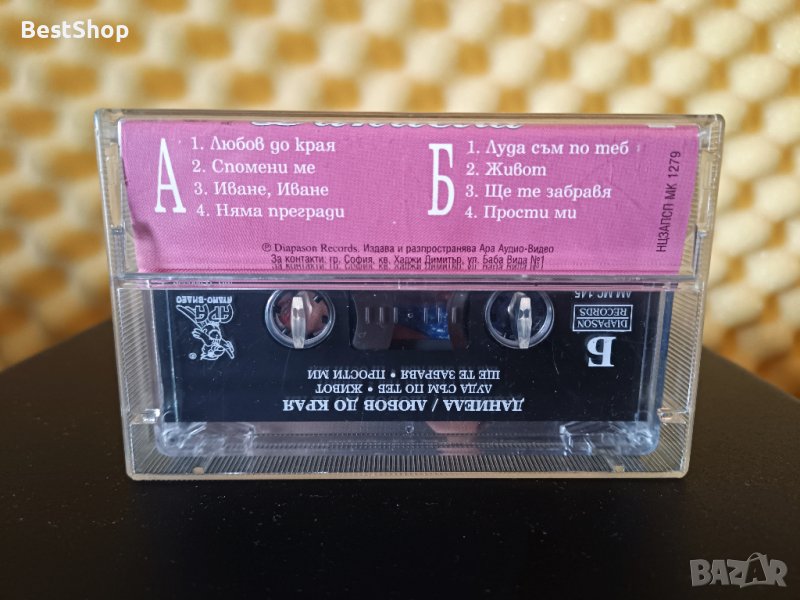 BestShop
А
1. Любов до края
2. Спомени ме
3. Иване, Иване
4. Няма прегради
Б
1. Луда съм по теб
2. Живот
3. Ще те забравя
4. Прости ми
НЦЗАПСП МК 1279
℗ Diapason Records. Издава и разпространява Ара Аудио-Видео
За контакти: гр. София, кв. Хаджи Димитър, ул. Баба Вида №1
ДАНИЕЛА / ЛЮБОВ ДО КРАЯ
ЛУДА СЪМ ПО ТЕБ • ЖИВОТ
ЩЕ ТЕ ЗАБРАВЯ • ПРОСТИ МИ
Б
DIAPASON
RECORDS
AM MC 145
АРА
АУДИО-ВИДЕО
®
BAZAR